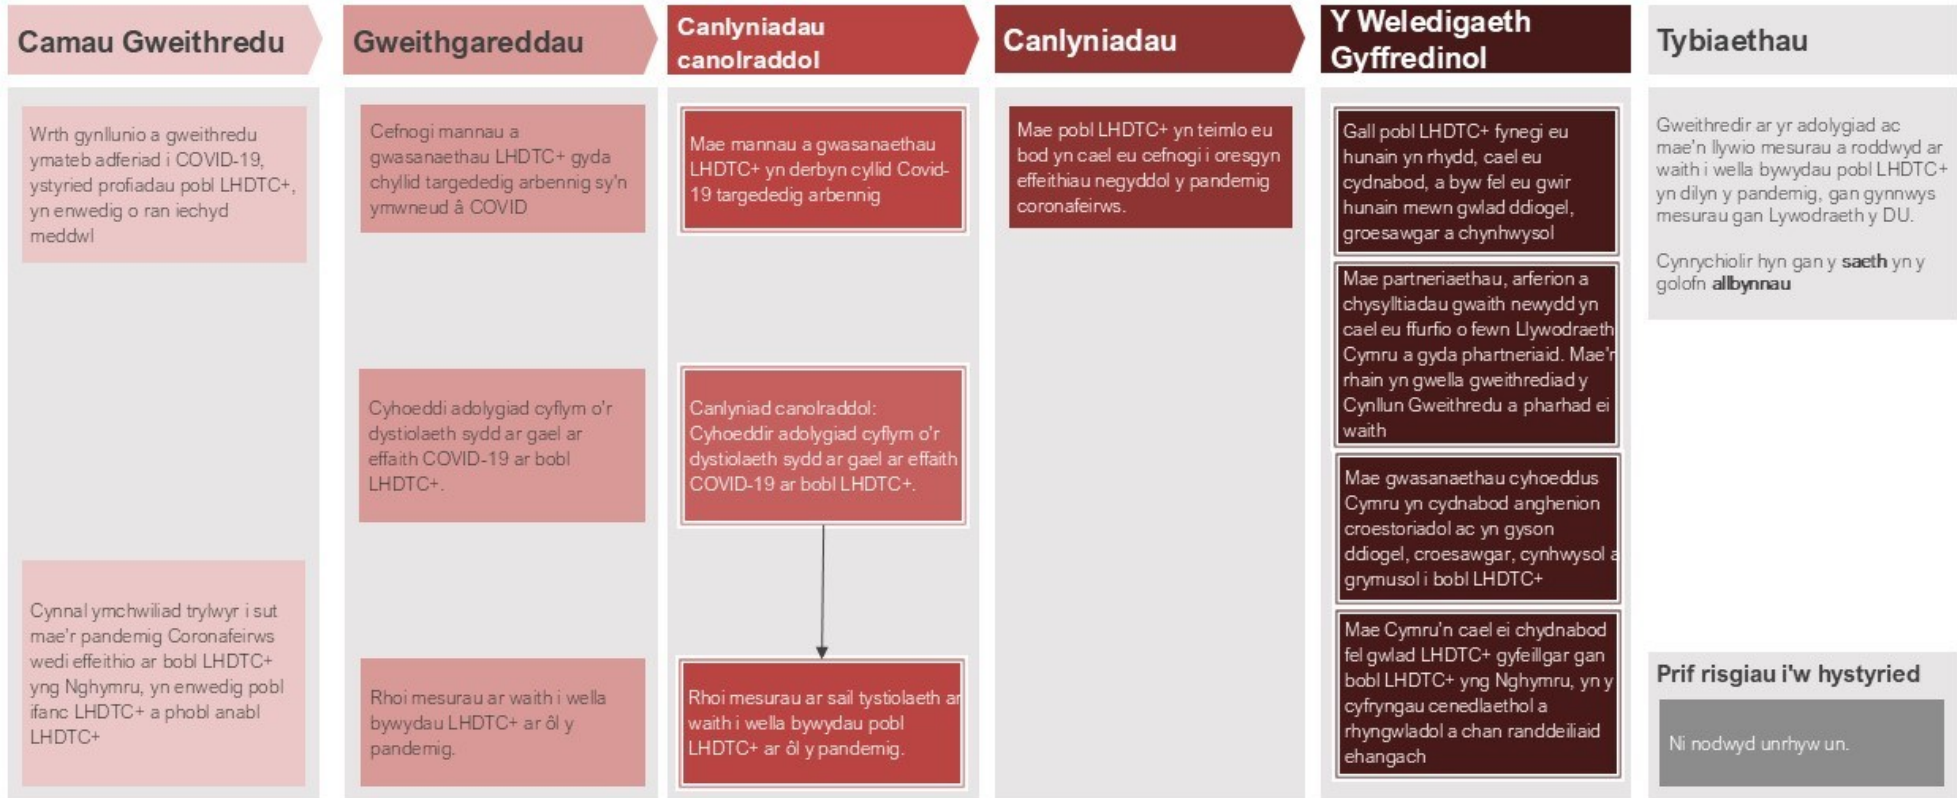 Camau Gweithredu
Gweithgareddau
Canlyniadau
canolraddol
Canlyniadau
Y Weledigaeth
Gyffredinol
Tybiaethau
Wrth gynllunio a gweithredu
ymateb adferiad i COVID-19,
ystyried profiadau pobl LHDTC+,
yn enwedig o ran iechyd
meddwl
Cynnal ymchwiliad trylwyr i sut
mae'r pandemig Coronafeirws
wedi effeithio ar bobl LHDTC+
yng Nghymru, yn enwedig pobl
ifanc LHDTC+ a phobl anabl
LHDTC+
Cefnogi mannau a
gwasanaethau LHDTC+ gyda
chyllid targededig arbennig sy'n
ymwneud â COVID
Cyhoeddi adolygiad cyflym o'r
dystiolaeth sydd ar gael ar
effaith COVID-19 ar bobl
LHDTC+.
Rhoi mesurau ar waith i wella
bywydau LHDTC+ ar ôl y
pandemig.
Mae mannau a gwasanaethau
LHDTC+ yn derbyn cyllid Covid-
19 targededig arbennig
Canlyniad canolraddol:
Cyhoeddir adolygiad cyflym o'r
dystiolaeth sydd ar gael ar effaith
COVID-19 ar bobl LHDTC+.
Rhoi mesurau ar sail tystiolaeth ar
waith i wella bywydau pobl
LHDTC+ ar ôl y pandemig.
Mae pobl LHDTC+ yn teimlo eu
bod yn cael eu cefnogi i oresgyn
effeithiau negyddol y pandemig
coronafeirws.
Gall pobl LHDTC+ fynegi eu
hunain yn rhydd, cael eu
cydnabod, a byw fel eu gwir
hunain mewn gwlad ddiogel,
groesawgar a chynhwysol
Mae partneriaethau, arferion a
chysylltiadau gwaith newydd yn
cael eu ffurfio o fewn Llywodraeth
Cymru a gyda phartneriaid. Mae'r
rhain yn gwella gweithrediad y
Cynllun Gweithredu a pharhad ei
waith
Mae gwasanaethau cyhoeddus
Cymru yn cydnabod anghenion
croestoriadol ac yn gyson
ddiogel, croesawgar, cynhwysol a
grymusol i bobl LHDTC+
Mae Cymru'n cael ei chydnabod
fel gwlad LHDTC+ gyfeillgar gan
bobl LHDTC+ yng Nghymru, yn y
cyfryngau cenedlaethol a
rhyngwladol a chan randdeiliaid
ehangach
Gweithredir ar yr adolygiad ac
mae'n llywio mesurau a roddwyd ar
waith i wella bywydau pobl LHDTC+
yn dilyn y pandemig, gan gynnwys
mesurau gan Lywodraeth y DU.
Cynrychiolir hyn gan y saeth yn y
golofn allbynnau
Prif risgiau i'w hystyried
Ni nodwyd unrhyw un.